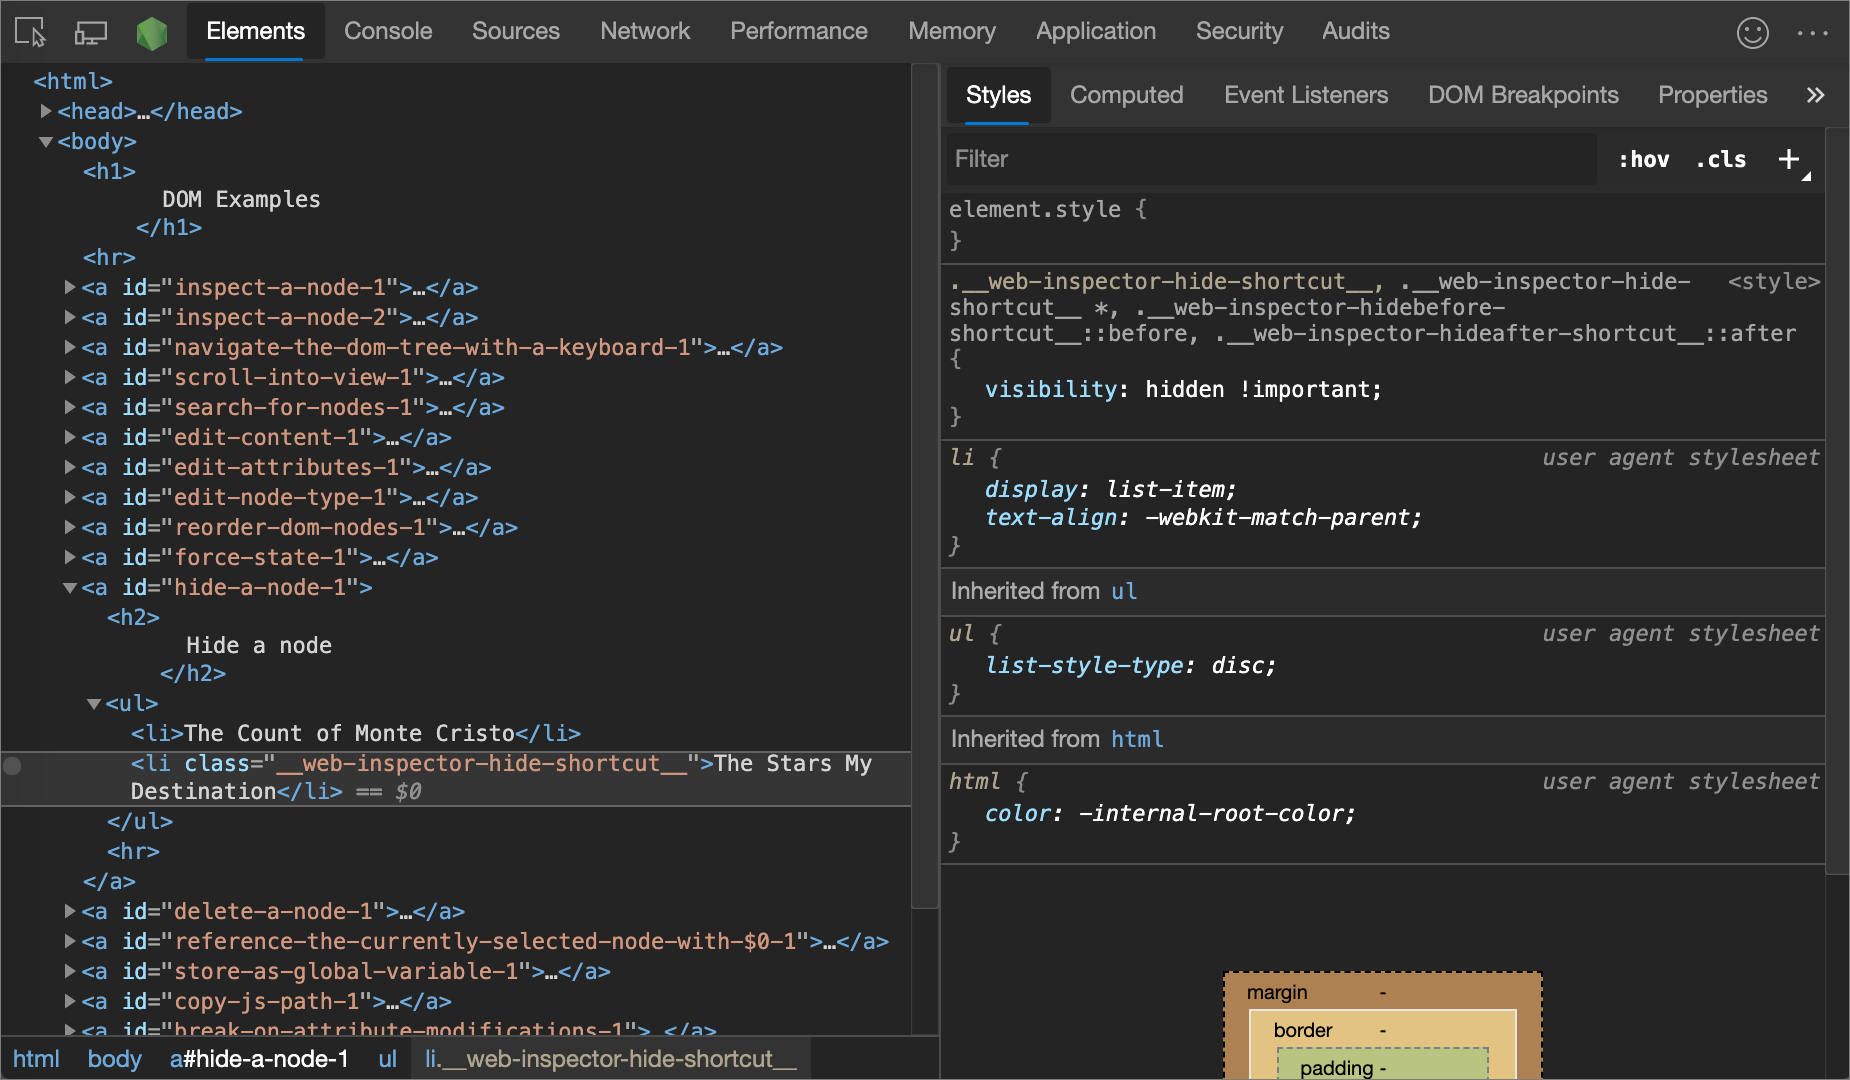 Elements Console Sources Network Performance Memory Application Security Audits
<html>
<head>…</head>
<body>
<h1>
DOM Examples
</h1>
<hr>
<a id="inspect-a-node-1">…</a>
<a id="inspect-a-node-2">…</a>
<a id="navigate-the-dom-tree-with-a-keyboard-1">…</a>
<a id="scroll-into-view-1">…</a>
<a id="search-for-nodes-1">…</a>
<a id="edit-content-1">…</a>
<a id="edit-attributes-1">…</a>
<a id="edit-node-type-1">…</a>
<a id="reorder-dom-nodes-1">…</a>
<a id="force-state-1">…</a>
<a id="hide-a-node-1">
<h2>
Hide a node
</h2>
<ul>
<li>The Count of Monte Cristo</li>
<li class="__web-inspector-hide-shortcut__">The Stars My
Destination</li> == $0
</ul>
<hr>
</a>
<a id="delete-a-node-1">…</a>
<a id="reference-the-currently-selected-node-with-$0-1">…</a>
<a id="store-as-global-variable-1">…</a>
<a id="copy-js-path-1">…</a>
<a id="break-on-attribute-modifications-1">…</a>
html body a#hide-a-node-1 ul li.__web-inspector-hide-shortcut__
Styles Computed Event Listeners DOM Breakpoints Properties »
Filter :hov .cls +
element.style {
}
.__web-inspector-hide-shortcut__, .__web-inspector-hide- <style>
shortcut__ *, .__web-inspector-hidebefore-
shortcut__::before, .__web-inspector-hideafter-shortcut__::after
{
visibility: hidden !important;
}
li { user agent stylesheet
display: list-item;
text-align: -webkit-match-parent;
}
Inherited from ul
ul { user agent stylesheet
list-style-type: disc;
}
Inherited from html
html { user agent stylesheet
color: -internal-root-color;
}
margin -
border -
padding -